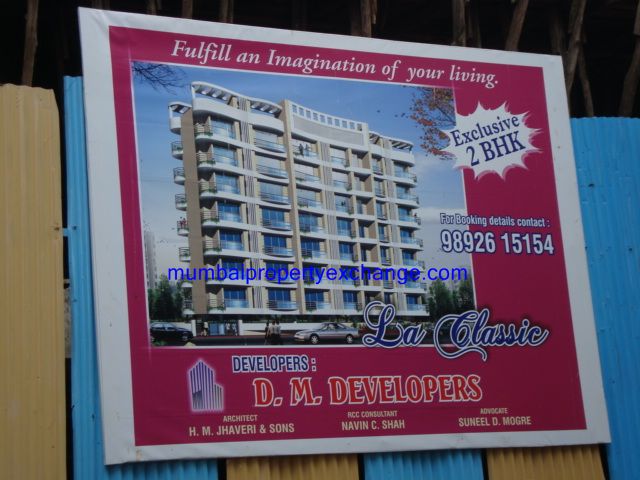 Fulfill an Imagination of your living.
Exclusive
2 BHK
For Booking details contact :
98926 15154
mumbaipropertyexchange.com
La Classic
DEVELOPERS :
D. M. DEVELOPERS
ARCHITECT
H. M. JHAVERI & SONS
RCC CONSULTANT
NAVIN C. SHAH
ADVOCATE
SUNEEL D. MOGRE